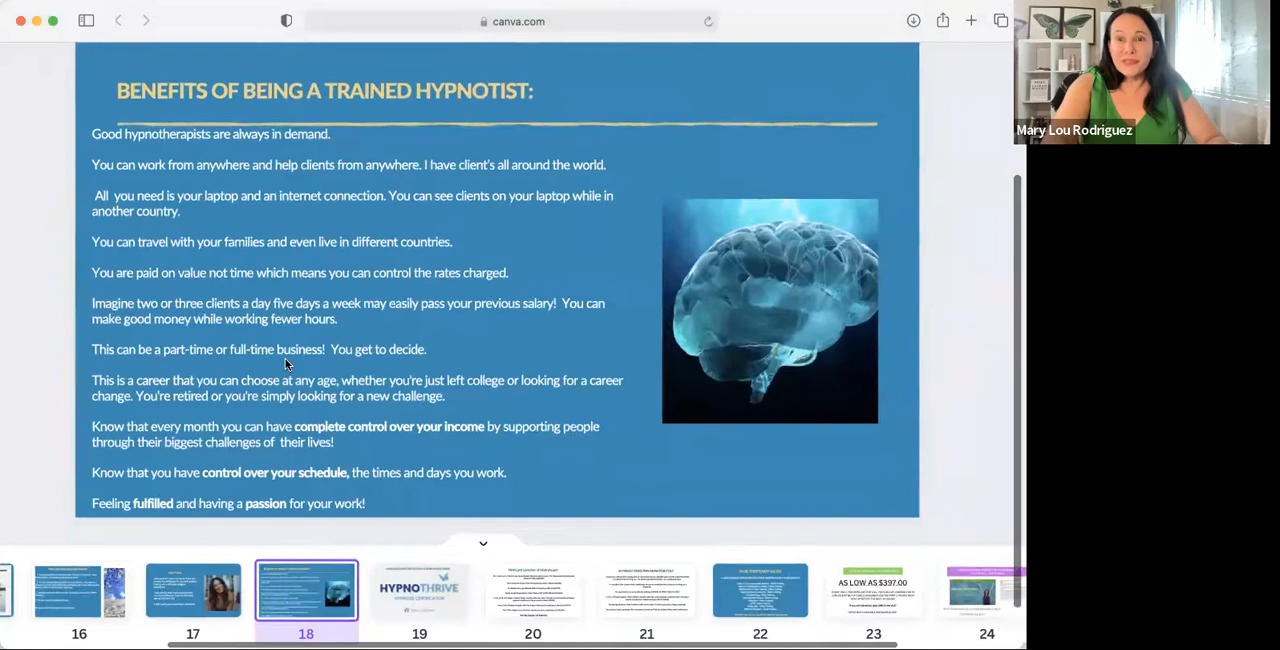 canva.com
Mary Lou Rodriguez
BENEFITS OF BEING A TRAINED HYPNOTIST:
Good hypnotherapists are always in demand.
You can work from anywhere and help clients from anywhere. I have client's all around the world.
All you need is your laptop and an internet connection. You can see clients on your laptop while in
another country.
You can travel with your families and even live in different countries.
You are paid on value not time which means you can control the rates charged.
Imagine two or three clients a day five days a week may easily pass your previous salary! You can
make good money while working fewer hours.
This can be a part-time or full-time business! You get to decide.
This is a career that you can choose at any age, whether you're just left college or looking for a career
change. You're retired or you're simply looking for a new challenge.
Know that every month you can have complete control over your income by supporting people
through their biggest challenges of their lives!
Know that you have control over your schedule, the times and days you work.
Feeling fulfilled and having a passion for your work!
HYPNOTHRIVE
AS LOW AS $397.00
16
17
18
19
20
21
22
23
24